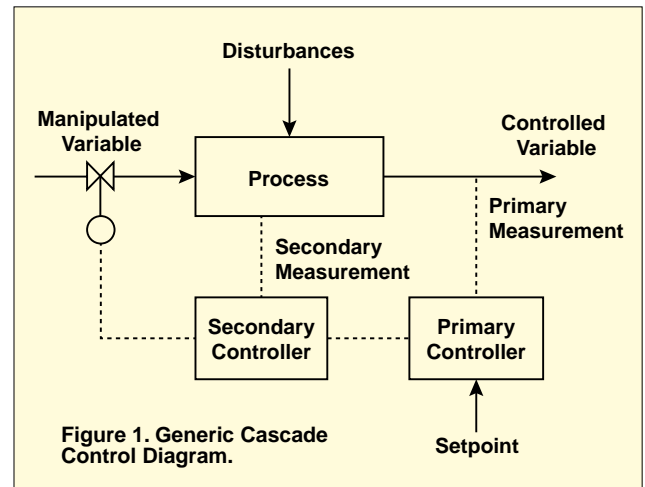 Disturbances
Manipulated
Variable
Controlled
Variable
Process
Primary
Measurement
Secondary
Measurement
Secondary
Controller
Primary
Controller
Figure 1. Generic Cascade
Control Diagram.
Setpoint